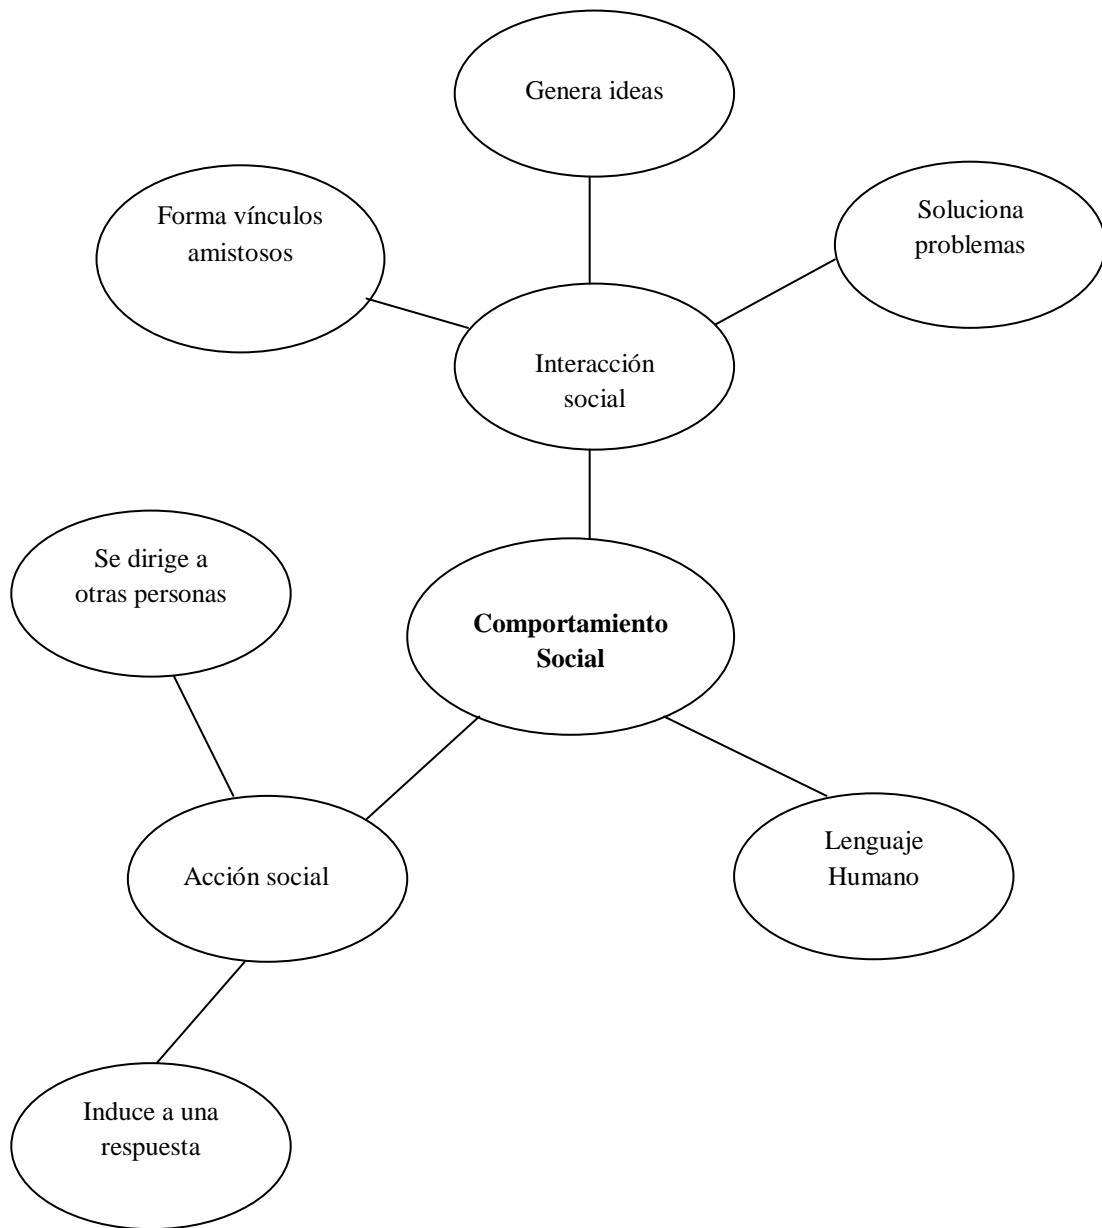 Genera ideas
Forma vínculos
amistosos
Soluciona
problemas
Interacción
social
Se dirige a
otras personas
Comportamiento
Social
Acción social
Lenguaje
Humano
Induce a una
respuesta